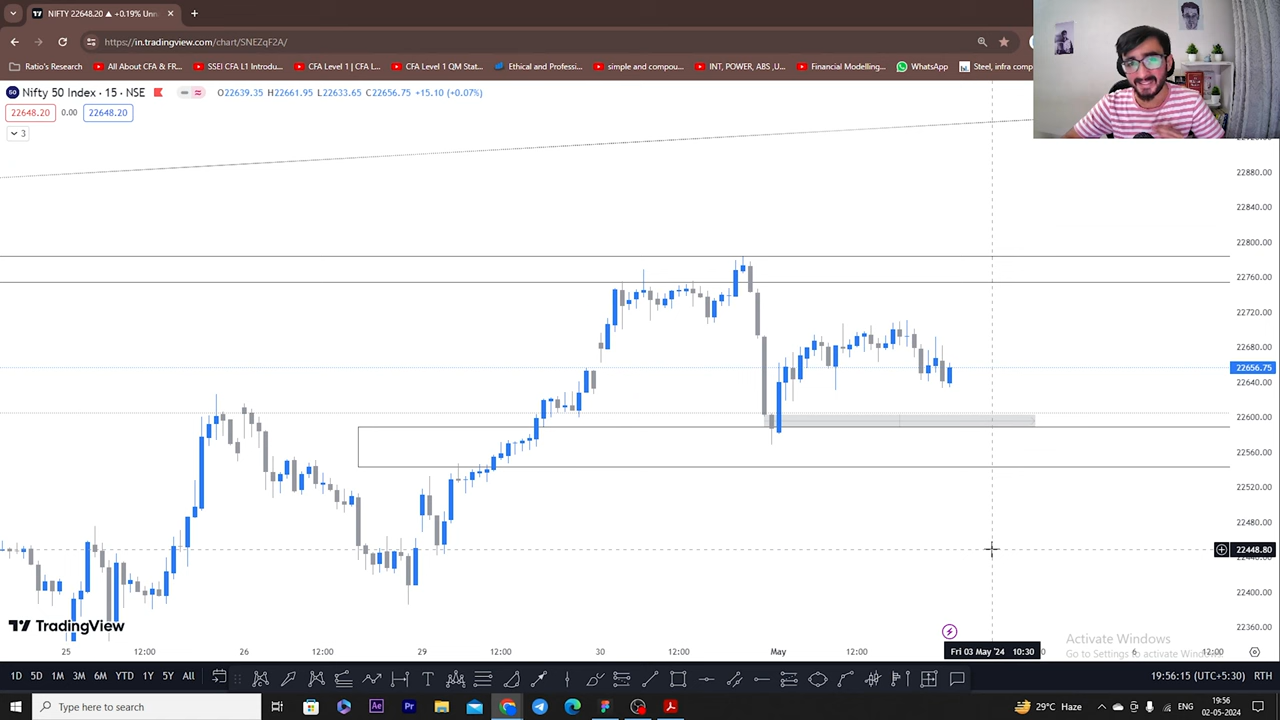 NIFTY 22648.20 ▲ +0.19% Unn
https://in.tradingview.com/chart/SNEZqF2A/
Ratio's Research
All About CFA & FR...
SSEI CFA L1 Introdu...
CFA Level 1 | CFA L...
CFA Level 1 QM Stat...
Ethical and Professi...
simple and compou...
INT, POWER, ABS ,U...
Financial Modelling...
WhatsApp
Steel, infra com
Nifty 50 Index · 15 · NSE
O22639.35 H22661.95 L22633.65 C22656.75 +15.10 (+0.07%)
22648.20 0.00 22648.20
3
22880.00
22840.00
22800.00
22760.00
22720.00
22680.00
22656.75
22640.00
22600.00
22560.00
22520.00
22480.00
22448.80
22400.00
22360.00
TradingView
Activate Windows
Go to Settings to activate Windows.
25 12:00 26 12:00 29 12:00 30 12:00 May 12:00 Fri 03 May '24 10:30 6 12:00
1D 5D 1M 3M 6M YTD 1Y 5Y All
19:56:15 (UTC+5:30) RTH
Type here to search
29°C Haze
19:56
02-05-2024